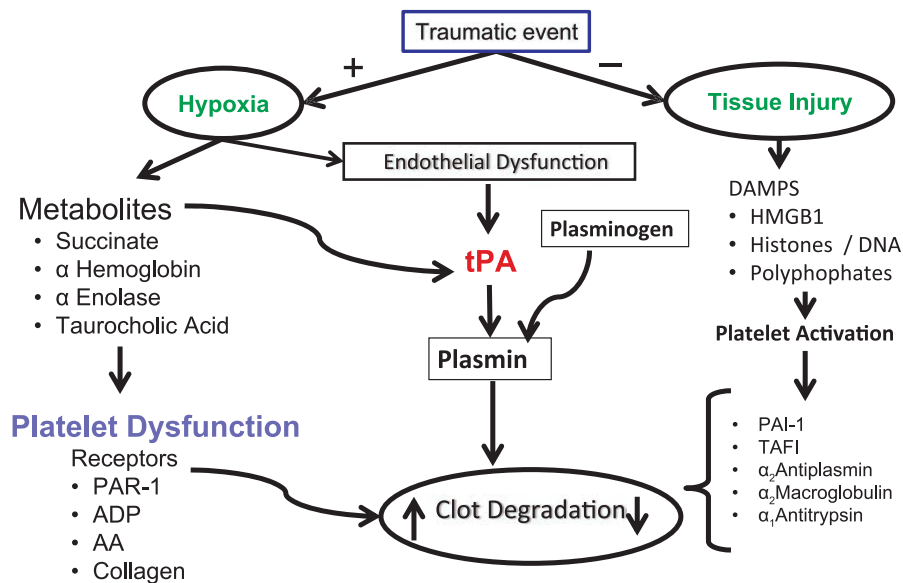 Traumatic event
+
–
Hypoxia
Tissue Injury
Endothelial Dysfunction
Metabolites
• Succinate
• α Hemoglobin
• α Enolase
• Taurocholic Acid
tPA
Plasminogen
Plasmin
DAMPS
• HMGB1
• Histones / DNA
• Polyphophates
Platelet Activation
Platelet Dysfunction
Receptors
• PAR-1
• ADP
• AA
• Collagen
Clot Degradation
• PAI-1
• TAFI
• α₂Antiplasmin
• α₂Macroglobulin
• α₁Antitrypsin